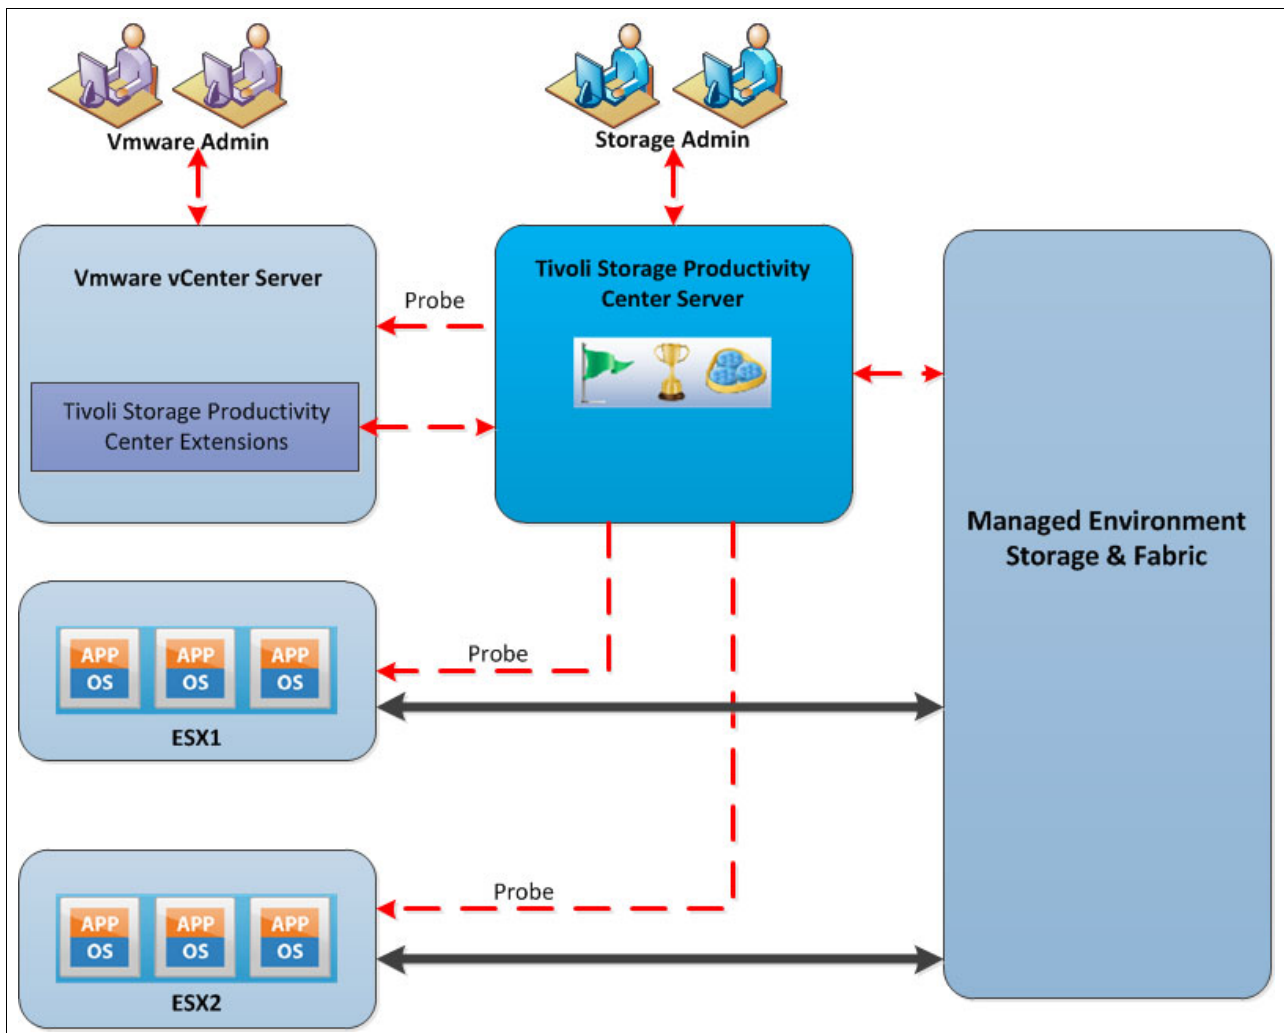 Vmware Admin
Storage Admin
Vmware vCenter Server
Tivoli Storage Productivity
Center Server
Probe
Tivoli Storage Productivity
Center Extensions
Managed Environment
Storage & Fabric
Probe
APP
OS
APP
OS
APP
OS
ESX1
Probe
APP
OS
APP
OS
APP
OS
ESX2